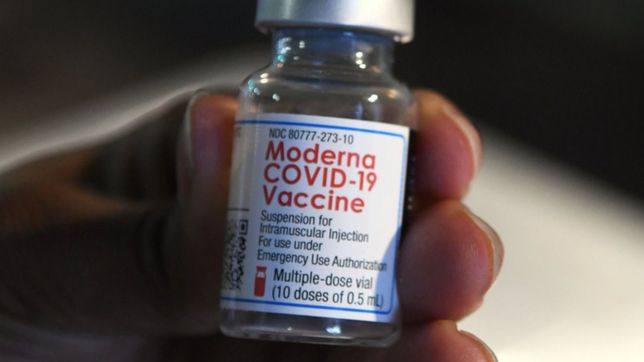 NDC 80777-273-10
Moderna
COVID-19
Vaccine
Suspension for
Intramuscular Injection
For use under
Emergency Use Authorization
Multiple-dose vial
(10 doses of 0.5 mL)